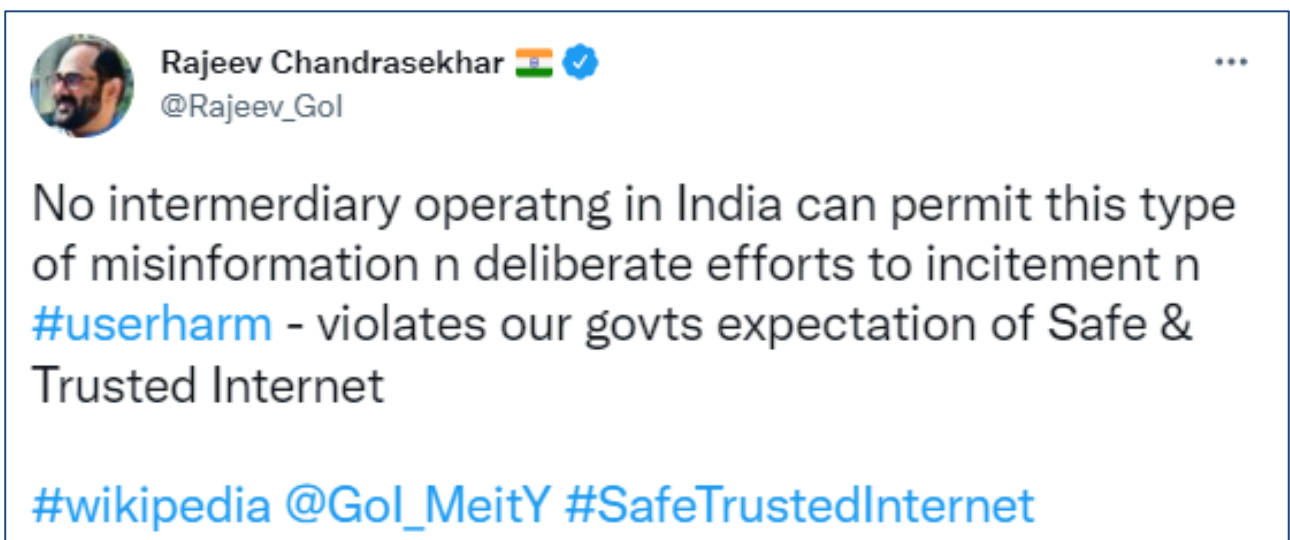 Rajeev Chandrasekhar
@Rajeev_GoI
No intermerdiary operatng in India can permit this type
of misinformation n deliberate efforts to incitement n
#userharm - violates our govts expectation of Safe &
Trusted Internet
#wikipedia @GoI_MeitY #SafeTrustedInternet